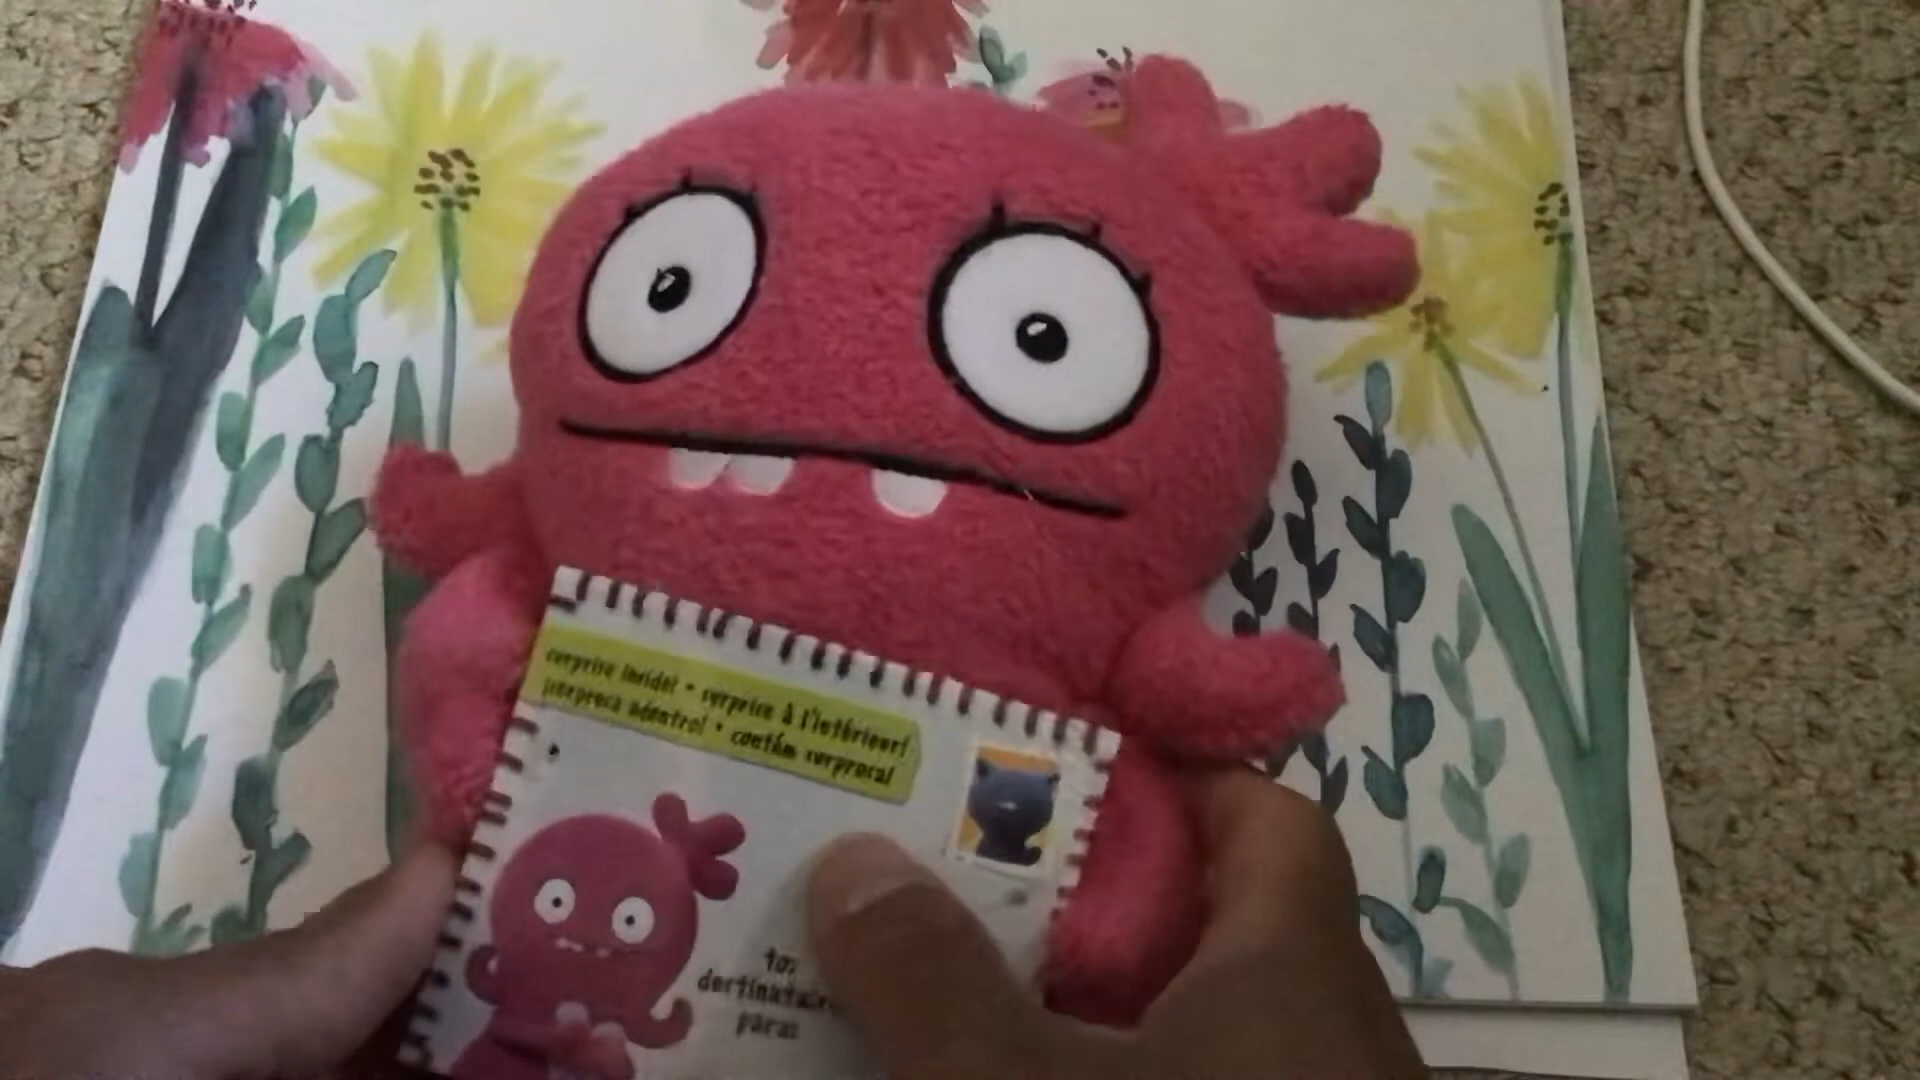 surprise inside! • surprise à l'intérieur!
¡sorpresa adentro! • contém surpresa!
to:
destinataire
para: